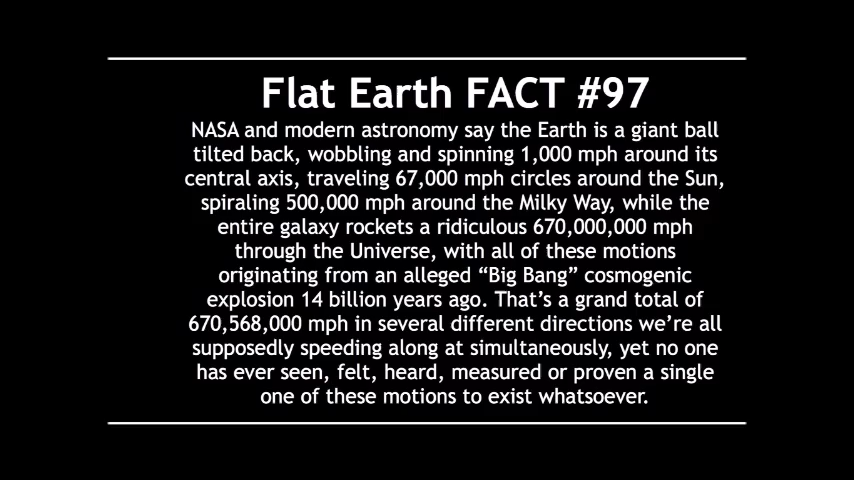 Flat Earth FACT #97
NASA and modern astronomy say the Earth is a giant ball
tilted back, wobbling and spinning 1,000 mph around its
central axis, traveling 67,000 mph circles around the Sun,
spiraling 500,000 mph around the Milky Way, while the
entire galaxy rockets a ridiculous 670,000,000 mph
through the Universe, with all of these motions
originating from an alleged “Big Bang” cosmogenic
explosion 14 billion years ago. That’s a grand total of
670,568,000 mph in several different directions we’re all
supposedly speeding along at simultaneously, yet no one
has ever seen, felt, heard, measured or proven a single
one of these motions to exist whatsoever.